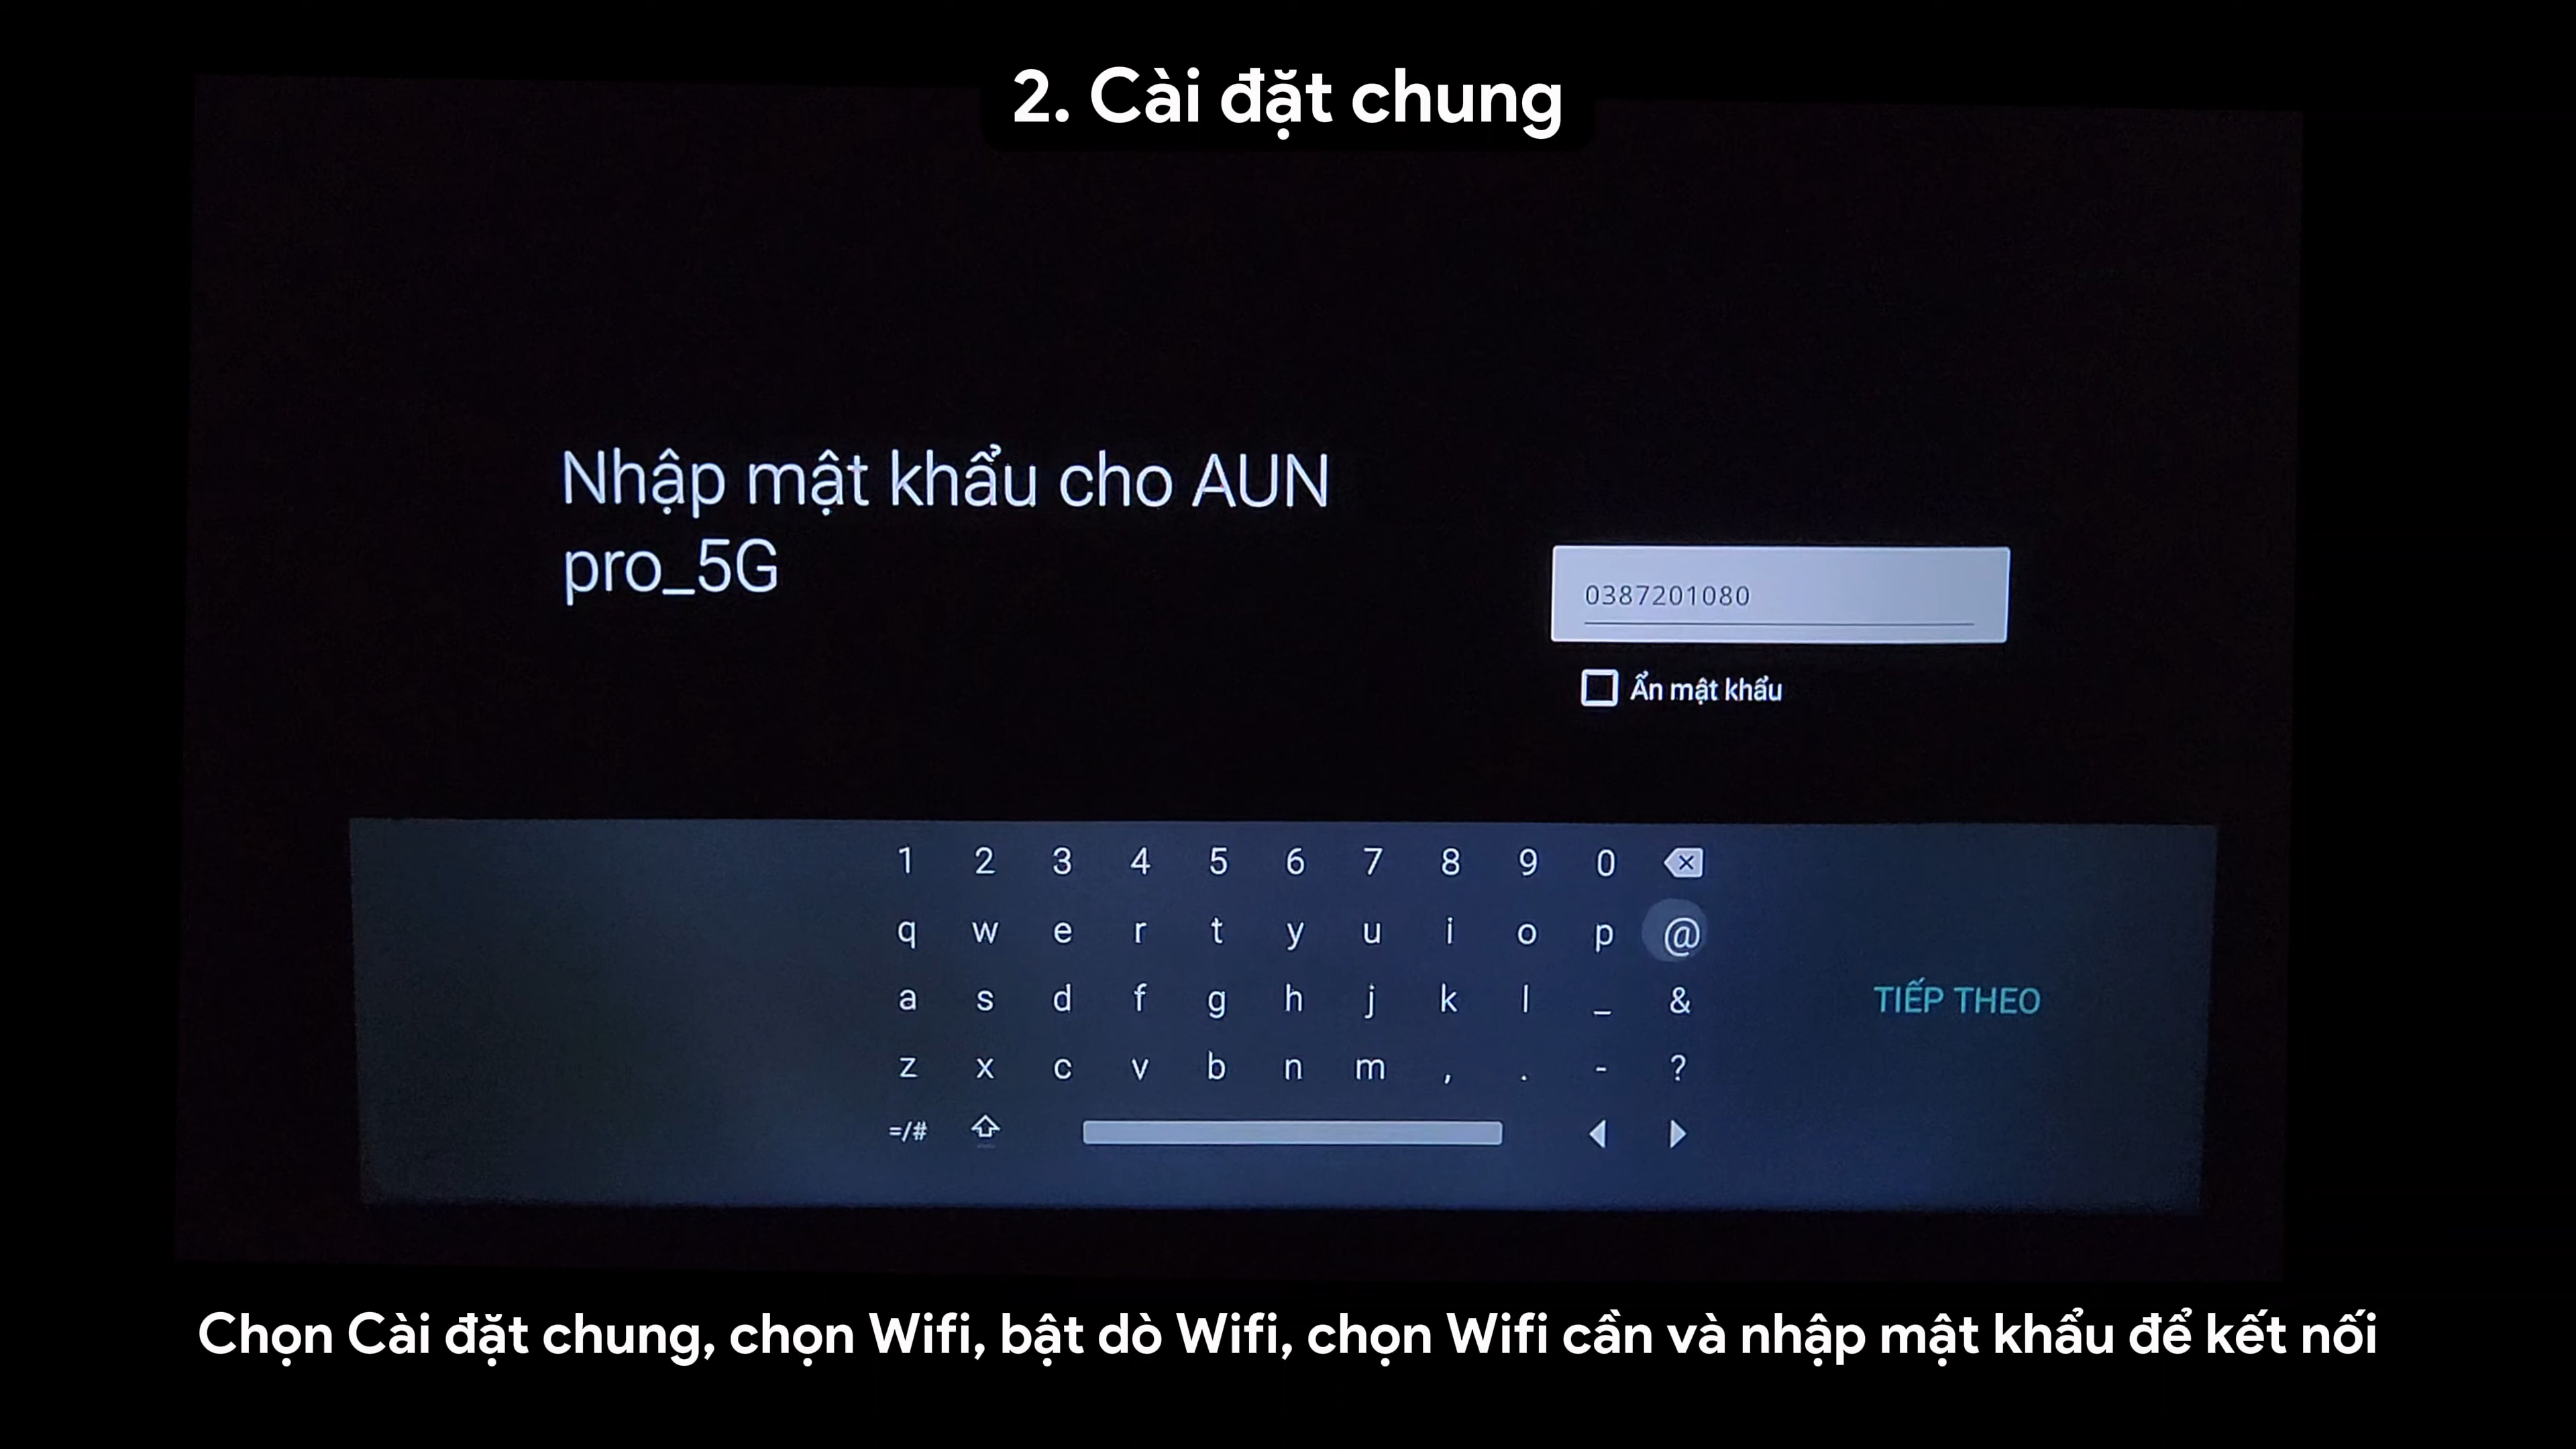 2. Cài đặt chung
Nhập mật khẩu cho AUN
pro_5G
0387201080
Ẩn mật khẩu
1 2 3 4 5 6 7 8 9 0
q w e r t y u i o p @
a s d f g h j k l _ &
TIẾP THEO
z x c v b n m , . - ?
=/#
Chọn Cài đặt chung, chọn Wifi, bật dò Wifi, chọn Wifi cần và nhập mật khẩu để kết nối